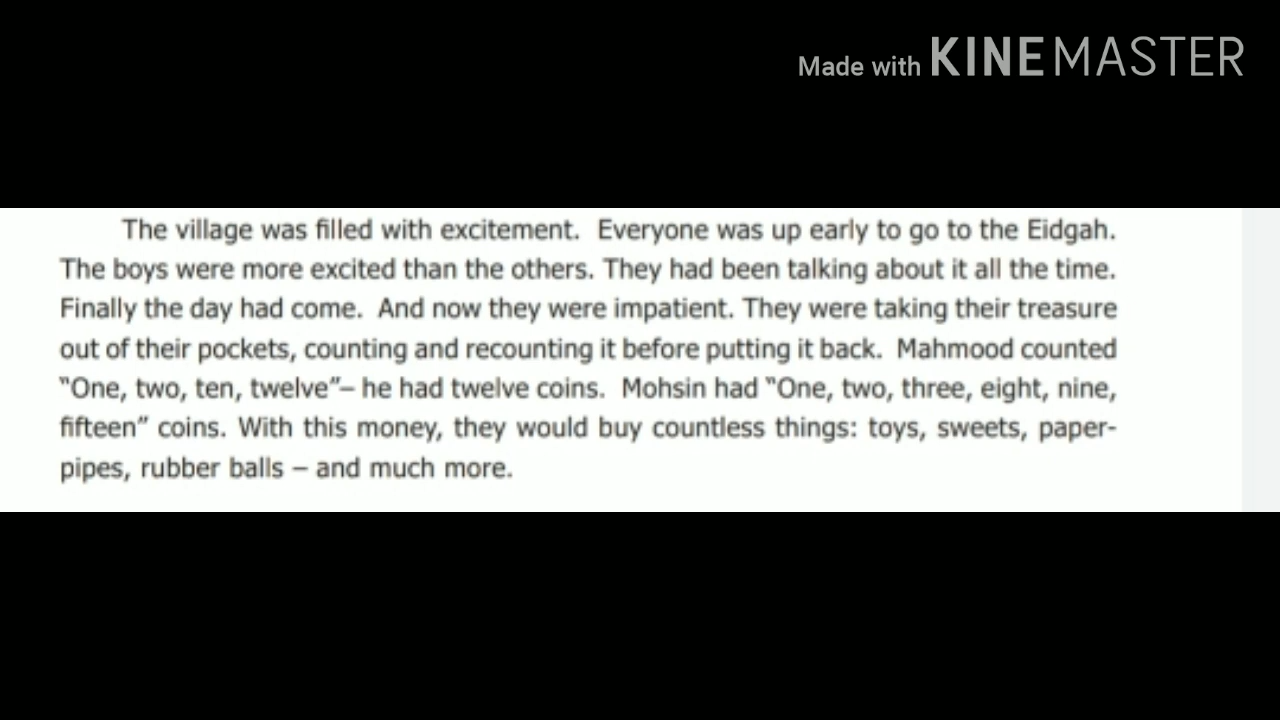 Made with KINEMASTER
The village was filled with excitement. Everyone was up early to go to the Eidgah.
The boys were more excited than the others. They had been talking about it all the time.
Finally the day had come. And now they were impatient. They were taking their treasure
out of their pockets, counting and recounting it before putting it back. Mahmood counted
“One, two, ten, twelve”– he had twelve coins. Mohsin had “One, two, three, eight, nine,
fifteen” coins. With this money, they would buy countless things: toys, sweets, paper-
pipes, rubber balls – and much more.